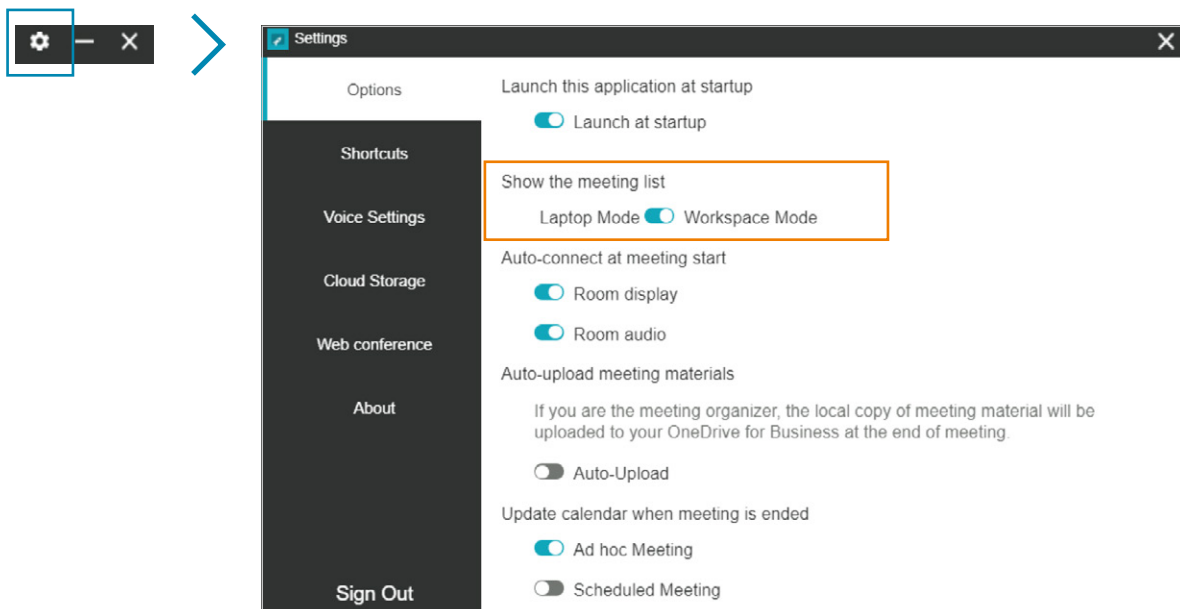 Settings
Options
Shortcuts
Voice Settings
Cloud Storage
Web conference
About
Sign Out
Launch this application at startup
Launch at startup
Show the meeting list
Laptop Mode Workspace Mode
Auto-connect at meeting start
Room display
Room audio
Auto-upload meeting materials
If you are the meeting organizer, the local copy of meeting material will be
uploaded to your OneDrive for Business at the end of meeting.
Auto-Upload
Update calendar when meeting is ended
Ad hoc Meeting
Scheduled Meeting